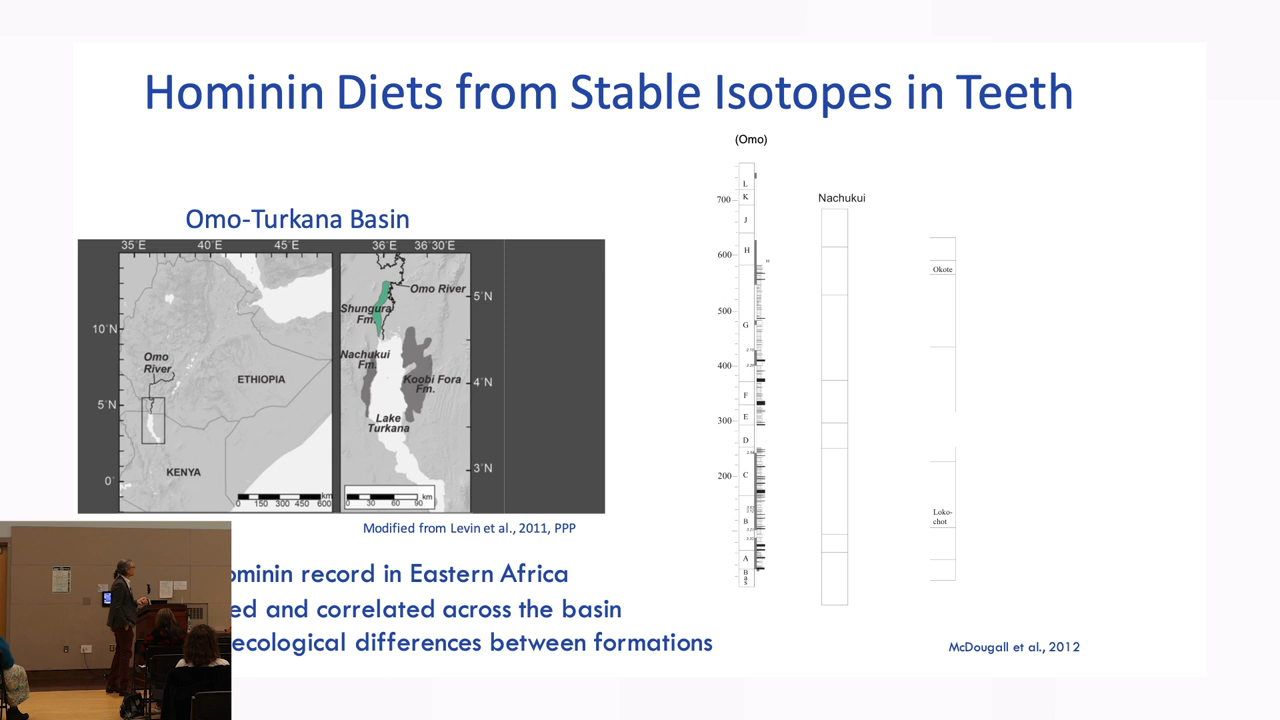 Hominin Diets from Stable Isotopes in Teeth
(Omo)
Omo-Turkana Basin
35˚E 40˚E 45˚E
36˚E 36˚30'E
10˚N
5˚N
0˚
Omo
River
ETHIOPIA
KENYA
0 150 300 450 600
km
Omo River
Shungura
Fm.
Nachukui
Fm.
Koobi Fora
Fm.
Lake
Turkana
5˚N
4˚N
3˚N
0 30 60 90
km
Modified from Levin et al., 2011, PPP
ominin record in Eastern Africa
ed and correlated across the basin
ecological differences between formations
700
600
500
400
300
200
L
K
J
H
G
F
E
D
C
B
A
B
a
s
Nachukui
Okote
Loko-
chot
McDougall et al., 2012